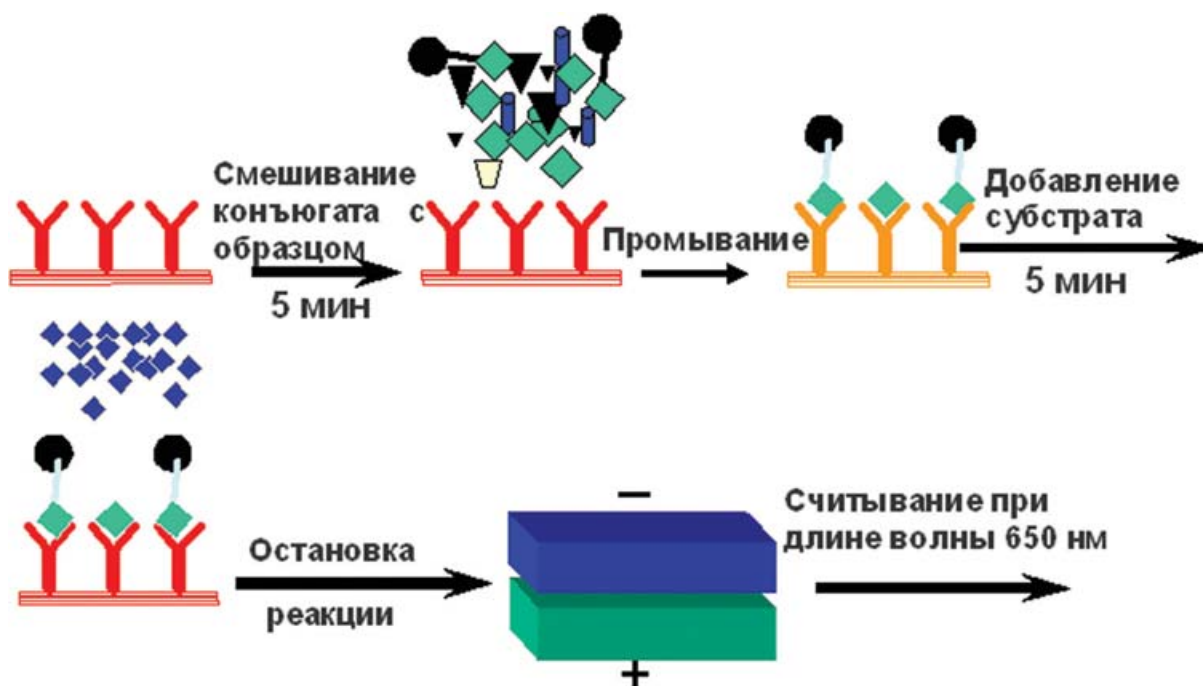 Смешивание
конъюгата с
образцом
5 мин
Промывание
Добавление
субстрата
5 мин
Остановка
реакции
−
+
Считывание при
длине волны 650 нм